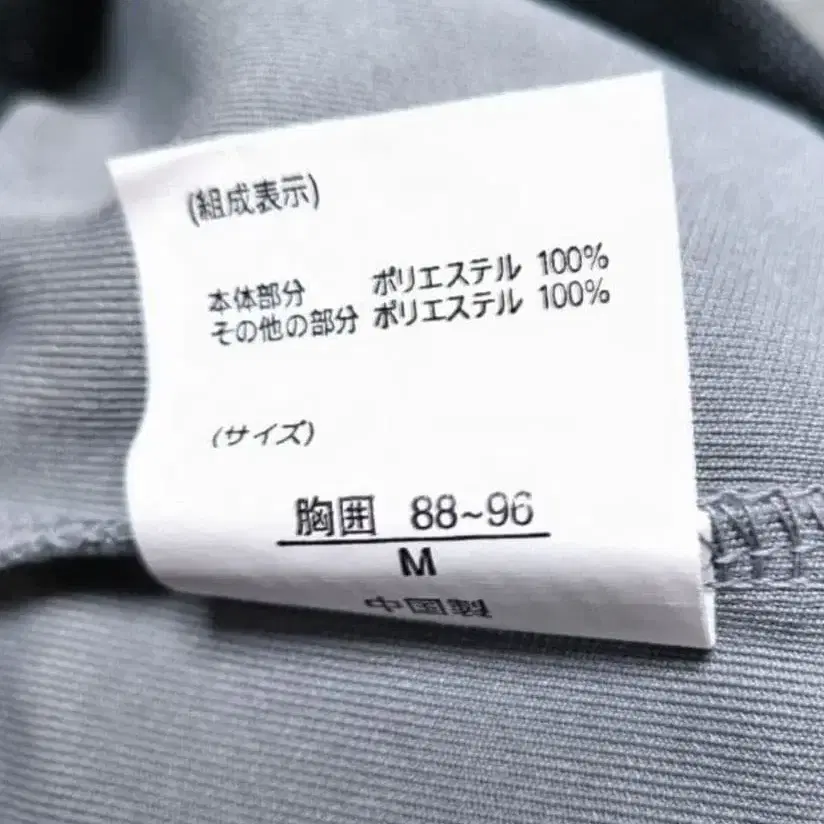 (組成表示)
本体部分 ポリエステル 100%
その他の部分 ポリエステル 100%
(サイズ)
胸囲 88~96
M
中国製